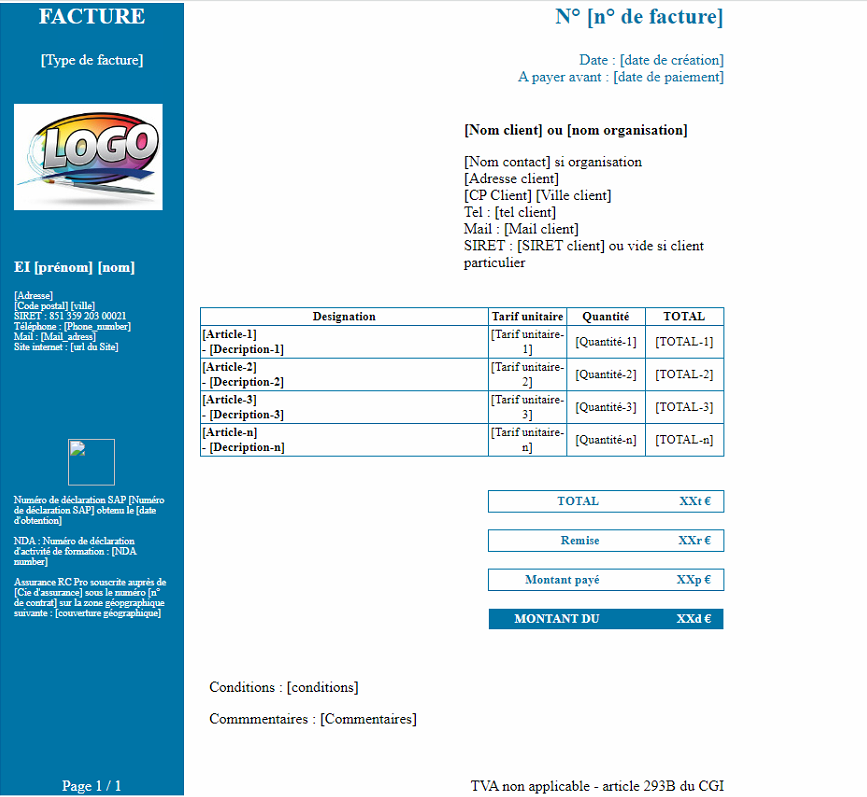 FACTURE
[Type de facture]
LOGO
EI [prénom] [nom]
[Adresse]
[Code postal] [ville]
SIRET : 851 359 203 00021
Téléphone : [Phone_number]
Mail : [Mail_adress]
Site internet : [url du Site]
Numéro de déclaration SAP [Numéro
de déclaration SAP] obtenu le [date
d'obtention]
NDA : Numéro de déclaration
d'activité de formation : [NDA
number]
Assurance RC Pro souscrite auprès de
[Cie d'assurance] sous le numéro [n°
de contrat] sur la zone géopgraphique
suivante : [couverture géographique]
Page 1 / 1
N° [n° de facture]
Date : [date de création]
A payer avant : [date de paiement]
[Nom client] ou [nom organisation]
[Nom contact] si organisation
[Adresse client]
[CP Client] [Ville client]
Tel : [tel client]
Mail : [Mail client]
SIRET : [SIRET client] ou vide si client
particulier
Designation Tarif unitaire Quantité TOTAL
[Article-1]
- [Decription-1]
[Tarif unitaire-
1]
[Quantité-1] [TOTAL-1]
[Article-2]
- [Decription-2]
[Tarif unitaire-
2]
[Quantité-2] [TOTAL-2]
[Article-3]
- [Decription-3]
[Tarif unitaire-
3]
[Quantité-3] [TOTAL-3]
[Article-n]
- [Decription-n]
[Tarif unitaire-
n]
[Quantité-n] [TOTAL-n]
TOTAL XXt €
Remise XXr €
Montant payé XXp €
MONTANT DU XXd €
Conditions : [conditions]
Commmentaires : [Commentaires]
TVA non applicable - article 293B du CGI